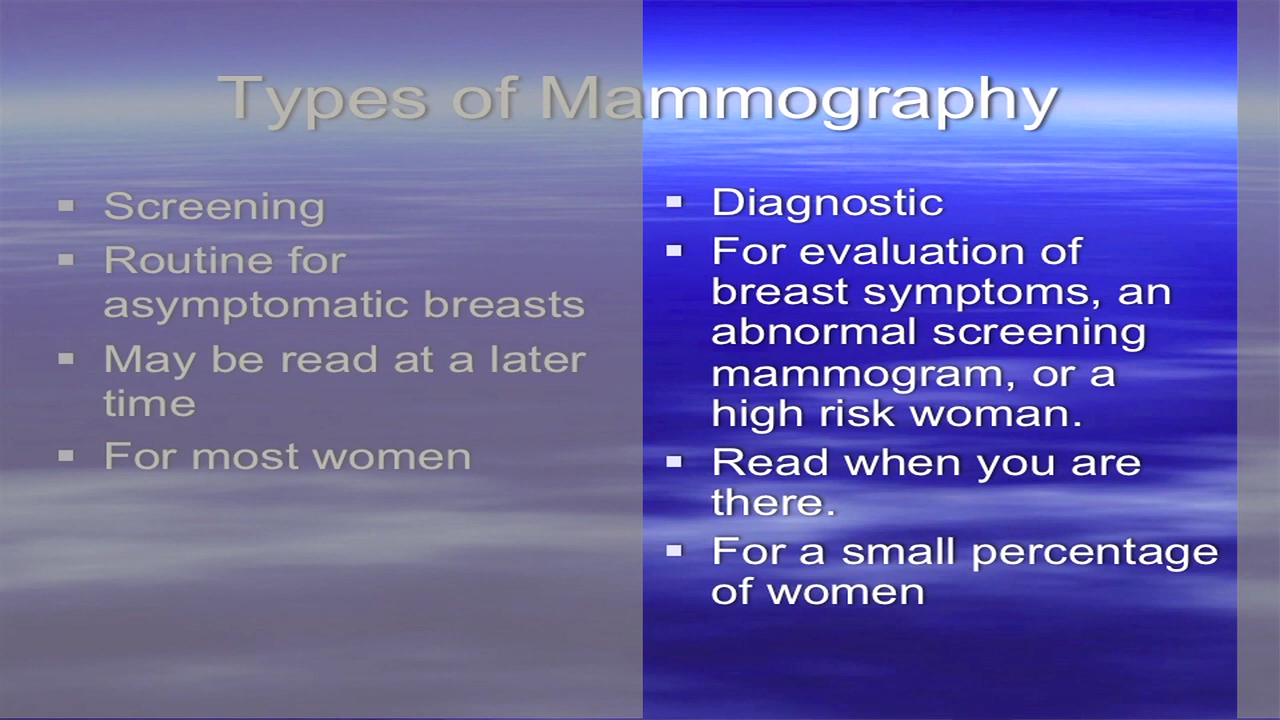 Types of Mammography
Screening
Routine for
asymptomatic breasts
May be read at a later
time
For most women
Diagnostic
For evaluation of
breast symptoms, an
abnormal screening
mammogram, or a
high risk woman.
Read when you are
there.
For a small percentage
of women